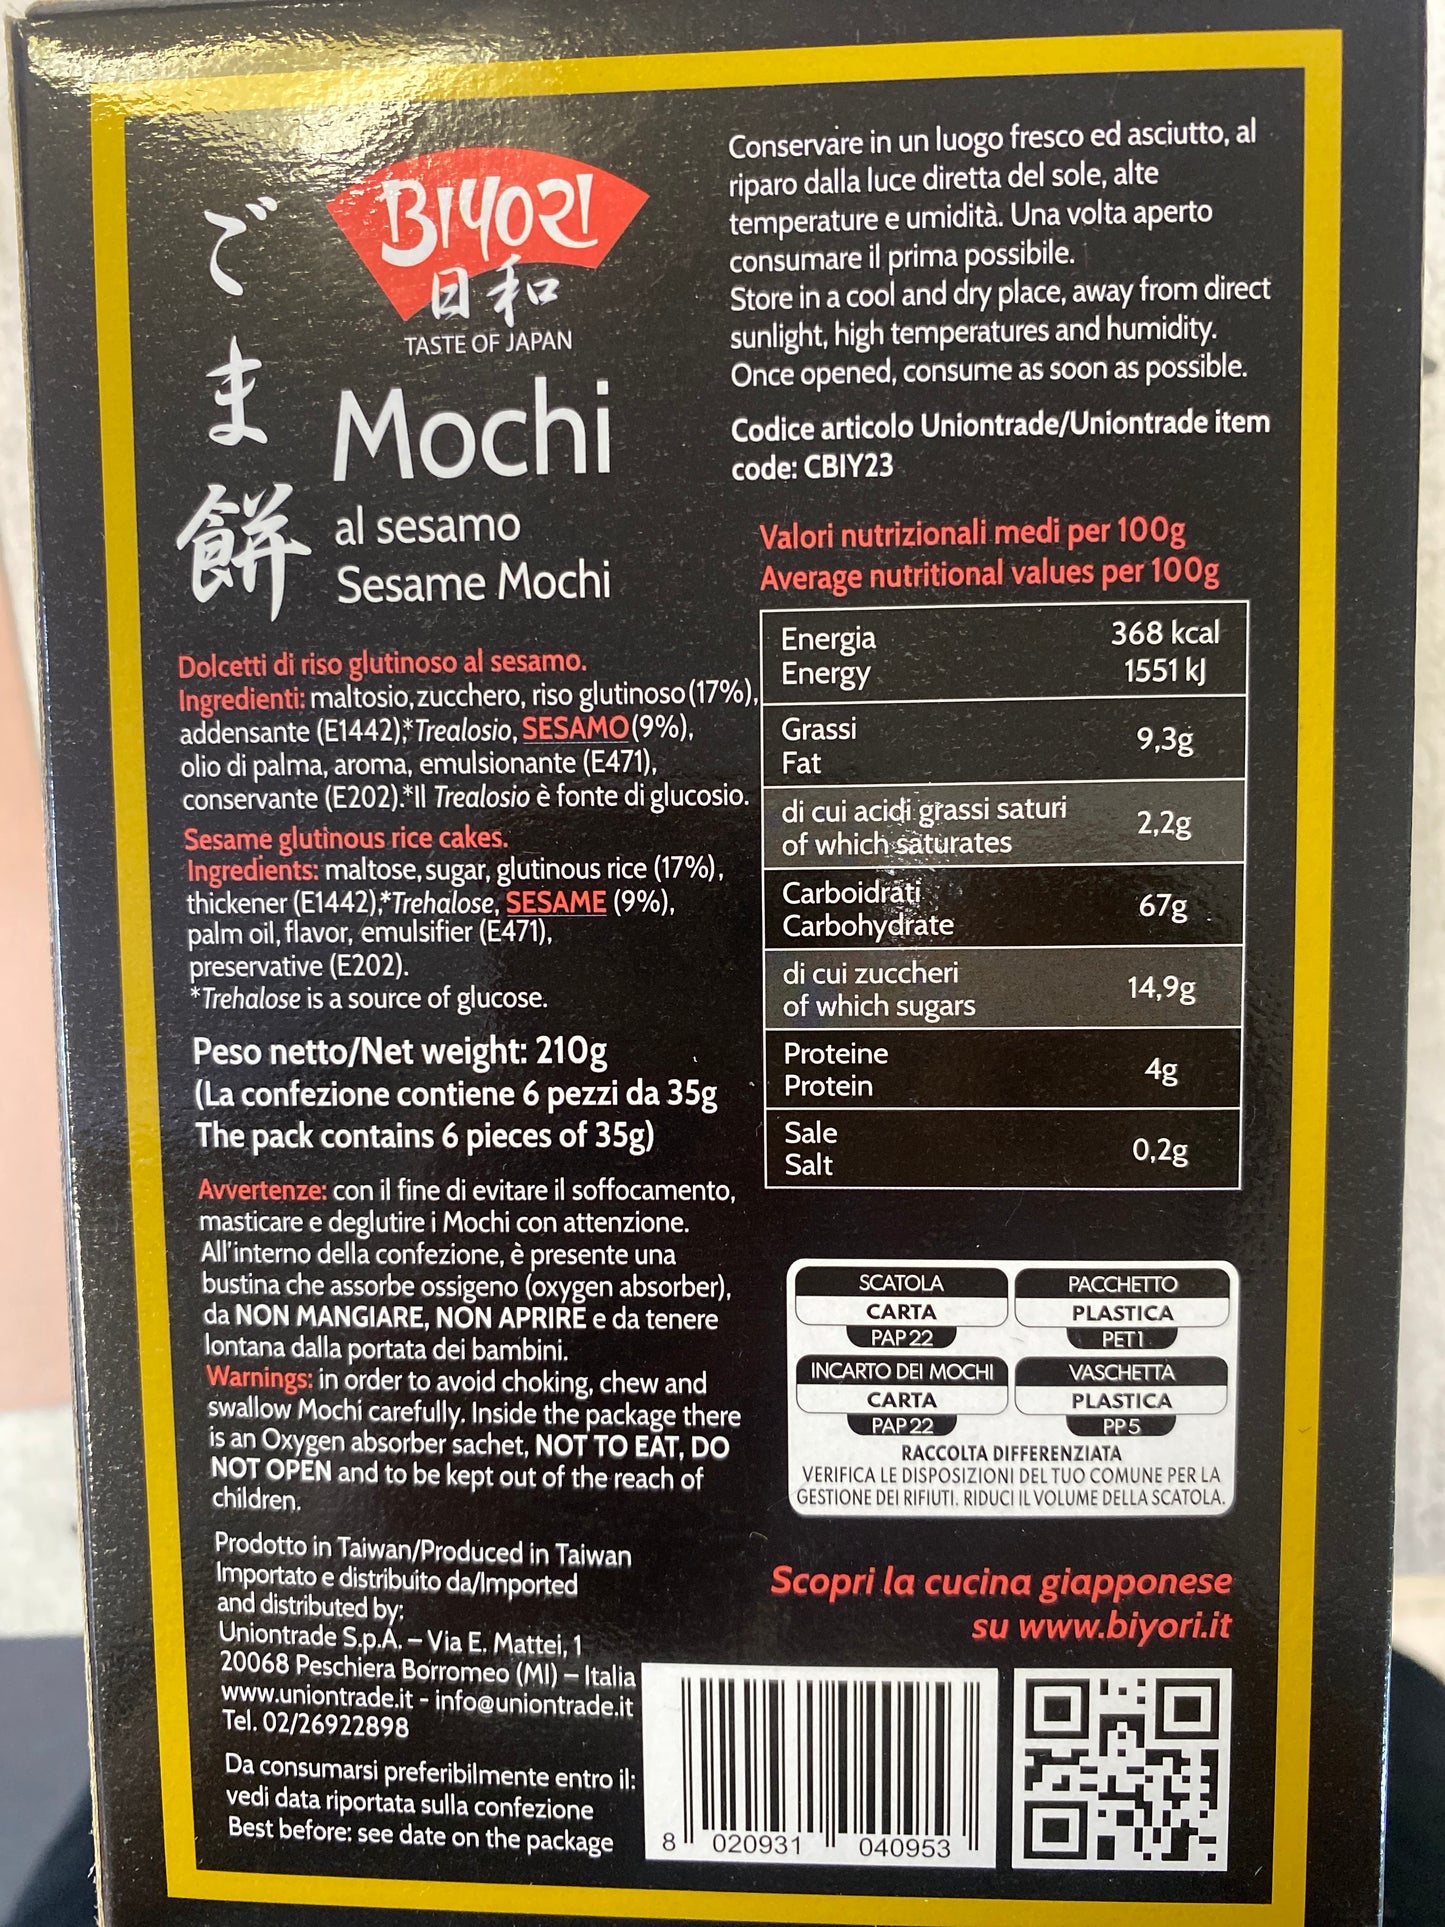 ごま餅
BIYORI
日和
TASTE OF JAPAN
Mochi
al sesamo
Sesame Mochi
Dolcetti di riso glutinoso al sesamo.
Ingredienti: maltosio, zucchero, riso glutinoso (17%),
addensante (E1442),*Trealosio, SESAMO (9%),
olio di palma, aroma, emulsionante (E471),
conservante (E202).*Il Trealosio è fonte di glucosio.
Sesame glutinous rice cakes.
Ingredients: maltose, sugar, glutinous rice (17%),
thickener (E1442),*Trehalose, SESAME (9%),
palm oil, flavor, emulsifier (E471),
preservative (E202).
*Trehalose is a source of glucose.
Peso netto/Net weight: 210g
(La confezione contiene 6 pezzi da 35g
The pack contains 6 pieces of 35g)
Avvertenze: con il fine di evitare il soffocamento,
masticare e deglutire i Mochi con attenzione.
All'interno della confezione, è presente una
bustina che assorbe ossigeno (oxygen absorber),
da NON MANGIARE, NON APRIRE e da tenere
lontana dalla portata dei bambini.
Warnings: in order to avoid choking, chew and
swallow Mochi carefully. Inside the package there
is an Oxygen absorber sachet, NOT TO EAT, DO
NOT OPEN and to be kept out of the reach of
children.
Prodotto in Taiwan/Produced in Taiwan
Importato e distribuito da/Imported
and distributed by:
Uniontrade S.p.A. – Via E. Mattei, 1
20068 Peschiera Borromeo (MI) – Italia
www.uniontrade.it - info@uniontrade.it
Tel. 02/26922898
Da consumarsi preferibilmente entro il:
vedi data riportata sulla confezione
Best before: see date on the package
Conservare in un luogo fresco ed asciutto, al
riparo dalla luce diretta del sole, alte
temperature e umidità. Una volta aperto
consumare il prima possibile.
Store in a cool and dry place, away from direct
sunlight, high temperatures and humidity.
Once opened, consume as soon as possible.
Codice articolo Uniontrade/Uniontrade item
code: CBIY23
Valori nutrizionali medi per 100g
Average nutritional values per 100g
Energia 368 kcal
Energy 1551 kJ
Grassi
Fat 9,3g
di cui acidi grassi saturi
of which saturates 2,2g
Carboidrati
Carbohydrate 67g
di cui zuccheri
of which sugars 14,9g
Proteine
Protein 4g
Sale
Salt 0,2g
SCATOLA PACCHETTO
CARTA PLASTICA
PAP 22 PET 1
INCARTO DEI MOCHI VASCHETTA
CARTA PLASTICA
PAP 22 PP 5
RACCOLTA DIFFERENZIATA
VERIFICA LE DISPOSIZIONI DEL TUO COMUNE PER LA
GESTIONE DEI RIFIUTI. RIDUCI IL VOLUME DELLA SCATOLA.
Scopri la cucina giapponese
su www.biyori.it
8 020931 040953